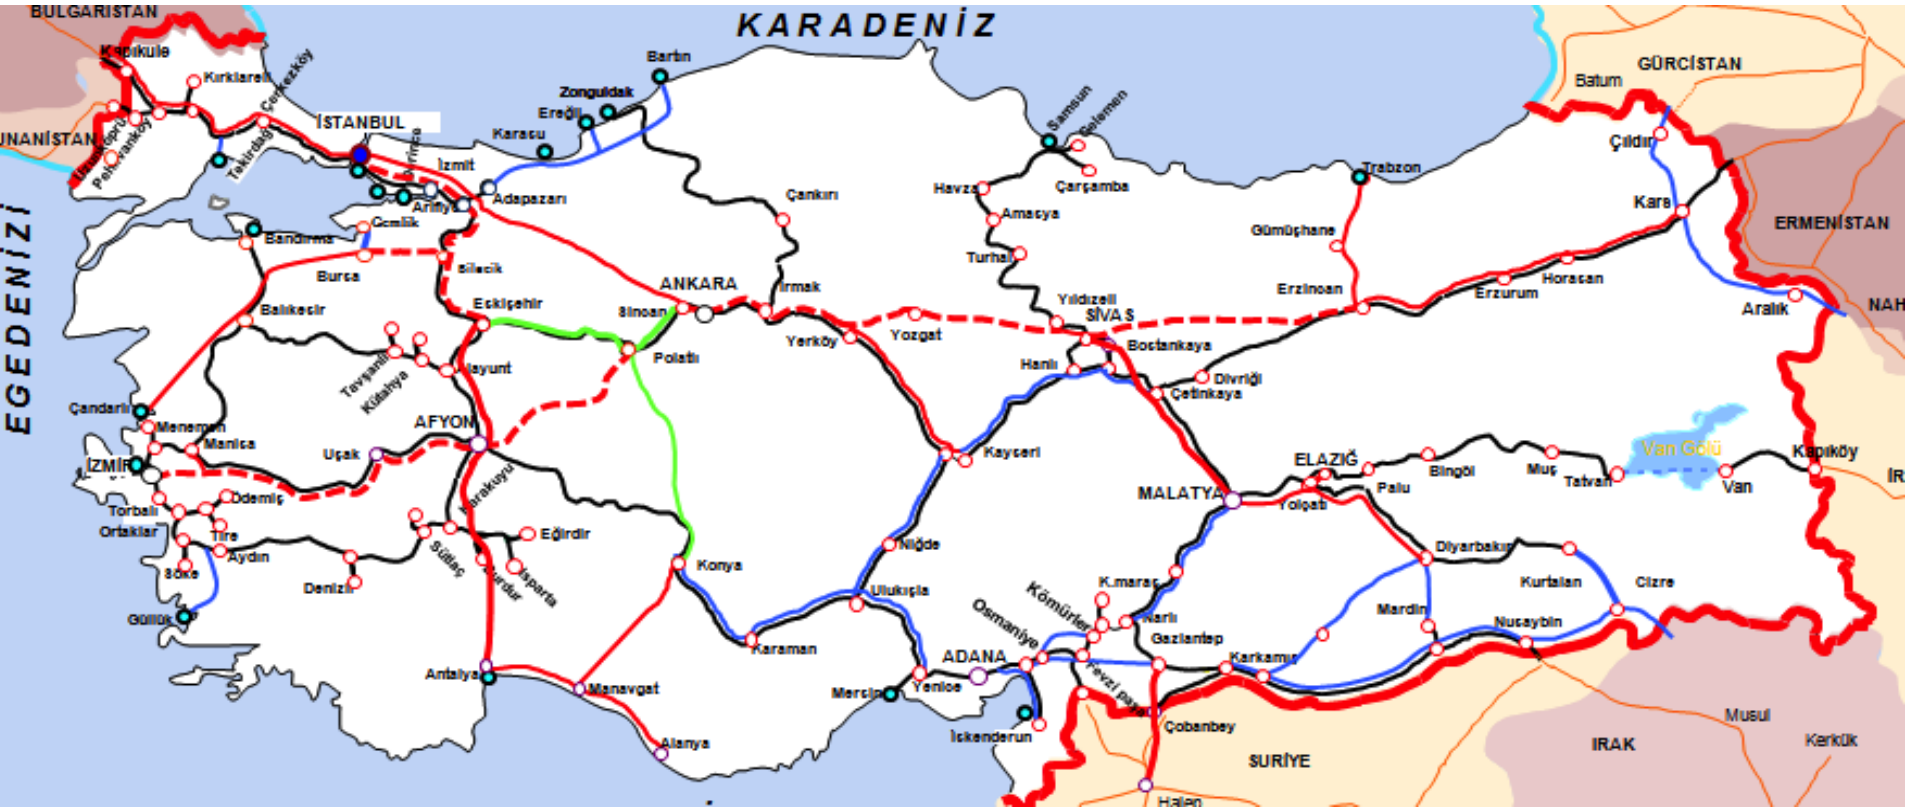 BULGARİSTAN
KARADENİZ
Kapıkule
Kırklareli
Çerkezköy
Bartın
Zonguldak
Ereğli
Karasu
GÜRCİSTAN
Batum
Samsun
Gelemen
UNANİSTAN
Uzunköprü
Pehlivanköy
Tekirdağ
İSTANBUL
Derince
İzmit
Arifiye
Adapazarı
Çıldır
Havza
Çarşamba
Trabzon
Çankırı
Amasya
Kars
ERMENİSTAN
EGEDENİZİ
Gemlik
Bandırma
Bursa
Bilecik
Turhal
Gümüşhane
Horasan
Erzurum
Erzincan
Aralık
NAH
ANKARA
Irmak
Eskişehir
Sincan
Balıkesir
Yıldızeli
SİVAS
Yerköy
Yozgat
Bostankaya
Polatlı
Tavşanlı
Kütahya
Hanlı
Divriği
Çetinkaya
Çandarlı
Menemen
Manisa
AFYON
Uşak
Kayseri
İZMİR
ELAZIĞ
Bingöl
Muş
Tatvan
Van Gölü
Kapıköy
Van
İR
MALATYA
Yolçatı
Palu
Karakuyu
Ödemiş
Torbalı
Ortaklar
Tire
Aydın
Söke
Denizli
Sütlaç
Eğirdir
Isparta
Burdur
Güllük
Konya
Niğde
Ulukışla
Diyarbakır
Kurtalan
Cizre
K.maraş
Kömürler
Osmaniye
Narlı
Mardin
Nusaybin
Gaziantep
Karkamış
Karaman
ADANA
Fevzi paşa
Antalya
Manavgat
Mersin
Yenice
Alanya
İskenderun
Çobanbey
SURİYE
IRAK
Musul
Kerkük
Halep